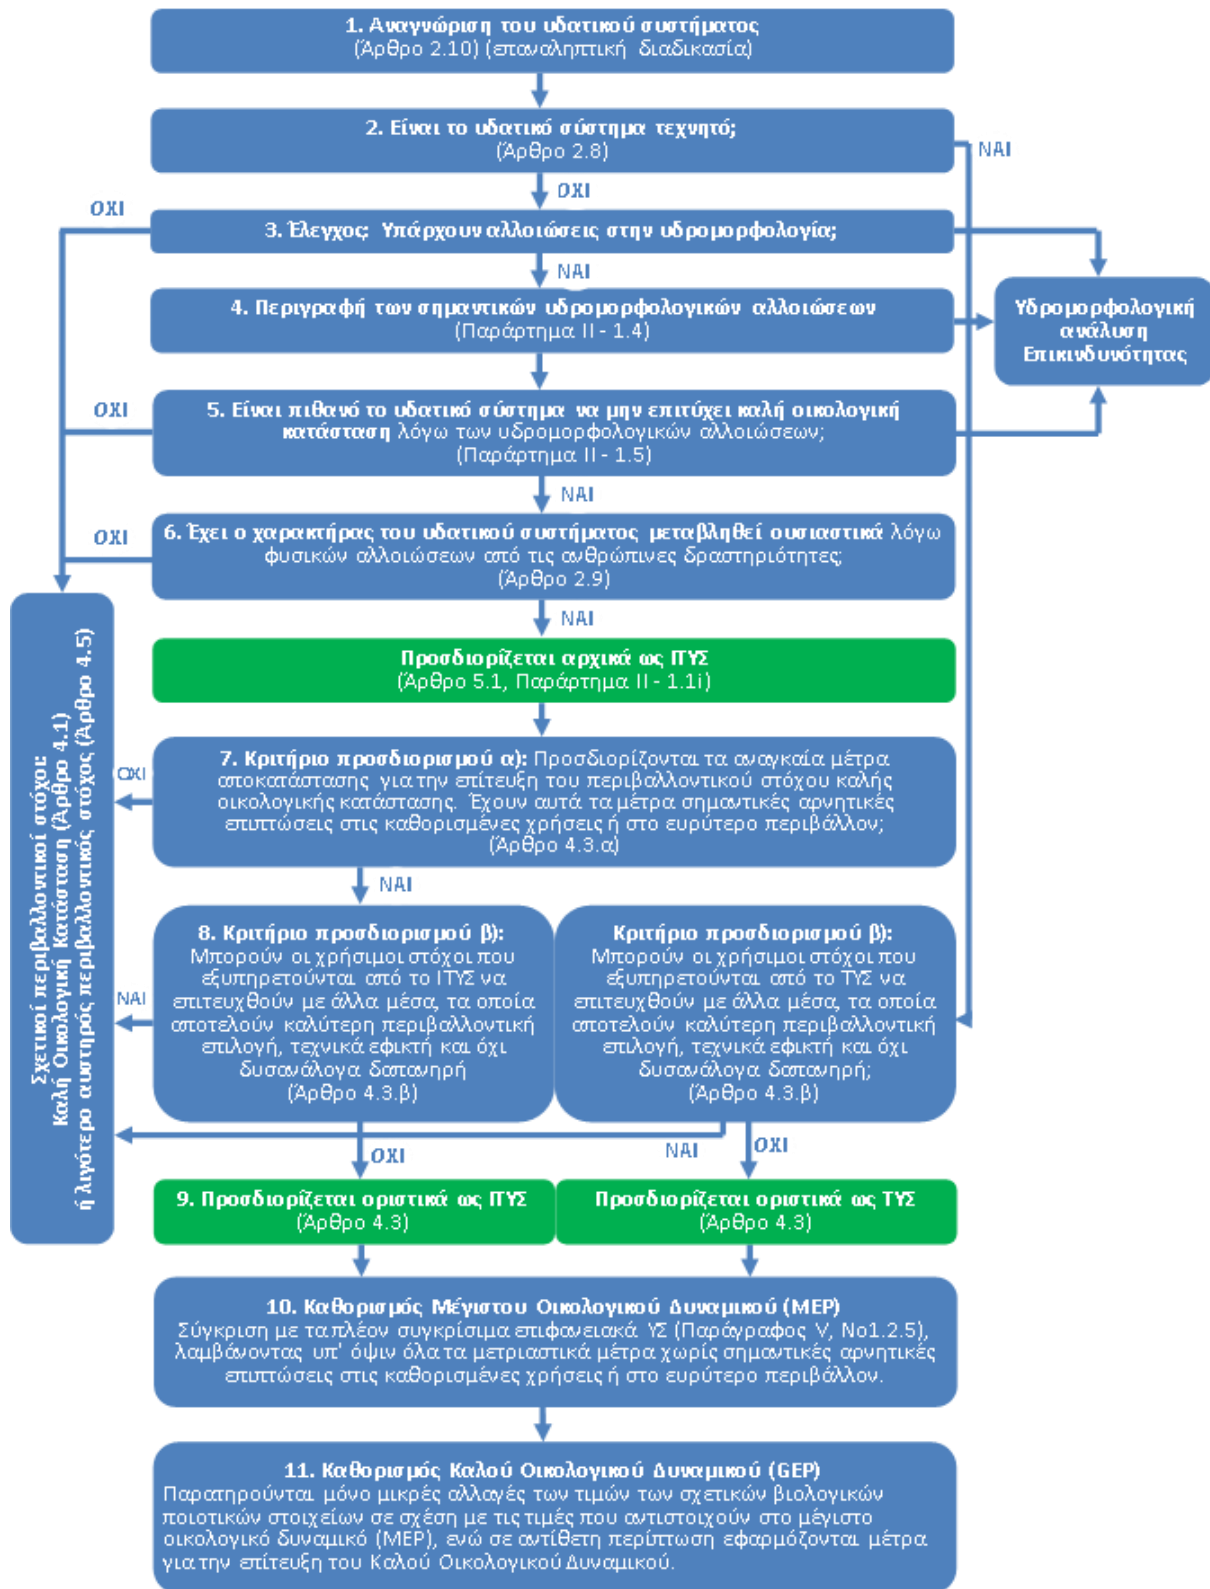 1. Αναγνώριση του υδατικού συστήματος
(Άρθρο 2.10) (επαναληπτική διαδικασία)
2. Είναι το υδατικό σύστημα τεχνητό;
(Άρθρο 2.8)
ΝΑΙ
ΟΧΙ
ΟΧΙ
3. Έλεγχος: Υπάρχουν αλλοιώσεις στην υδρομορφολογία;
ΝΑΙ
4. Περιγραφή των σημαντικών υδρομορφολογικών αλλοιώσεων
(Παράρτημα ΙΙ - 1.4)
Υδρομορφολογική
ανάλυση
Επικινδυνότητας
ΟΧΙ
5. Είναι πιθανό το υδατικό σύστημα να μην επιτύχει καλή οικολογική
κατάσταση λόγω των υδρομορφολογικών αλλοιώσεων;
(Παράρτημα ΙΙ - 1.5)
ΝΑΙ
ΟΧΙ
6. Έχει ο χαρακτήρας του υδατικού συστήματος μεταβληθεί ουσιαστικά λόγω
φυσικών αλλοιώσεων από τις ανθρώπινες δραστηριότητες;
(Άρθρο 2.9)
ΝΑΙ
Προσδιορίζεται αρχικά ως ΙΤΥΣ
(Άρθρο 5.1, Παράρτημα ΙΙ - 1.1i)
Σχετικοί περιβαλλοντικοί στόχοι:
Καλή Οικολογική Κατάσταση (Άρθρο 4.1)
ή λιγότερο αυστηρός περιβαλλοντικός στόχος (Άρθρο 4.5)
ΟΧΙ
7. Κριτήριο προσδιορισμού α): Προσδιορίζονται τα αναγκαία μέτρα
αποκατάστασης για την επίτευξη του περιβαλλοντικού στόχου καλής
οικολογικής κατάστασης. Έχουν αυτά τα μέτρα σημαντικές αρνητικές
επιπτώσεις στις καθορισμένες χρήσεις ή στο ευρύτερο περιβάλλον;
(Άρθρο 4.3.α)
ΝΑΙ
ΝΑΙ
8. Κριτήριο προσδιορισμού β):
Μπορούν οι χρήσιμοι στόχοι που
εξυπηρετούνται από το ΙΤΥΣ να
επιτευχθούν με άλλα μέσα, τα οποία
αποτελούν καλύτερη περιβαλλοντική
επιλογή, τεχνικά εφικτή και όχι
δυσανάλογα δαπανηρή
(Άρθρο 4.3.β)
Κριτήριο προσδιορισμού β):
Μπορούν οι χρήσιμοι στόχοι που
εξυπηρετούνται από το ΤΥΣ να
επιτευχθούν με άλλα μέσα, τα οποία
αποτελούν καλύτερη περιβαλλοντική
επιλογή, τεχνικά εφικτή και όχι
δυσανάλογα δαπανηρή;
(Άρθρο 4.3.β)
ΟΧΙ
ΝΑΙ
ΟΧΙ
9. Προσδιορίζεται οριστικά ως ΙΤΥΣ
(Άρθρο 4.3)
Προσδιορίζεται οριστικά ως ΤΥΣ
(Άρθρο 4.3)
10. Καθορισμός Μέγιστου Οικολογικού Δυναμικού (MEP)
Σύγκριση με τα πλέον συγκρίσιμα επιφανειακά ΥΣ (Παράγραφος V, No1.2.5),
λαμβάνοντας υπ' όψιν όλα τα μετριαστικά μέτρα χωρίς σημαντικές αρνητικές
επιπτώσεις στις καθορισμένες χρήσεις ή στο ευρύτερο περιβάλλον.
11. Καθορισμός Καλού Οικολογικού Δυναμικού (GEP)
Παρατηρούνται μόνο μικρές αλλαγές των τιμών των σχετικών βιολογικών
ποιοτικών στοιχείων σε σχέση με τις τιμές που αντιστοιχούν στο μέγιστο
οικολογικό δυναμικό (MEP), ενώ σε αντίθετη περίπτωση εφαρμόζονται μέτρα
για την επίτευξη του Καλού Οικολογικού Δυναμικού.